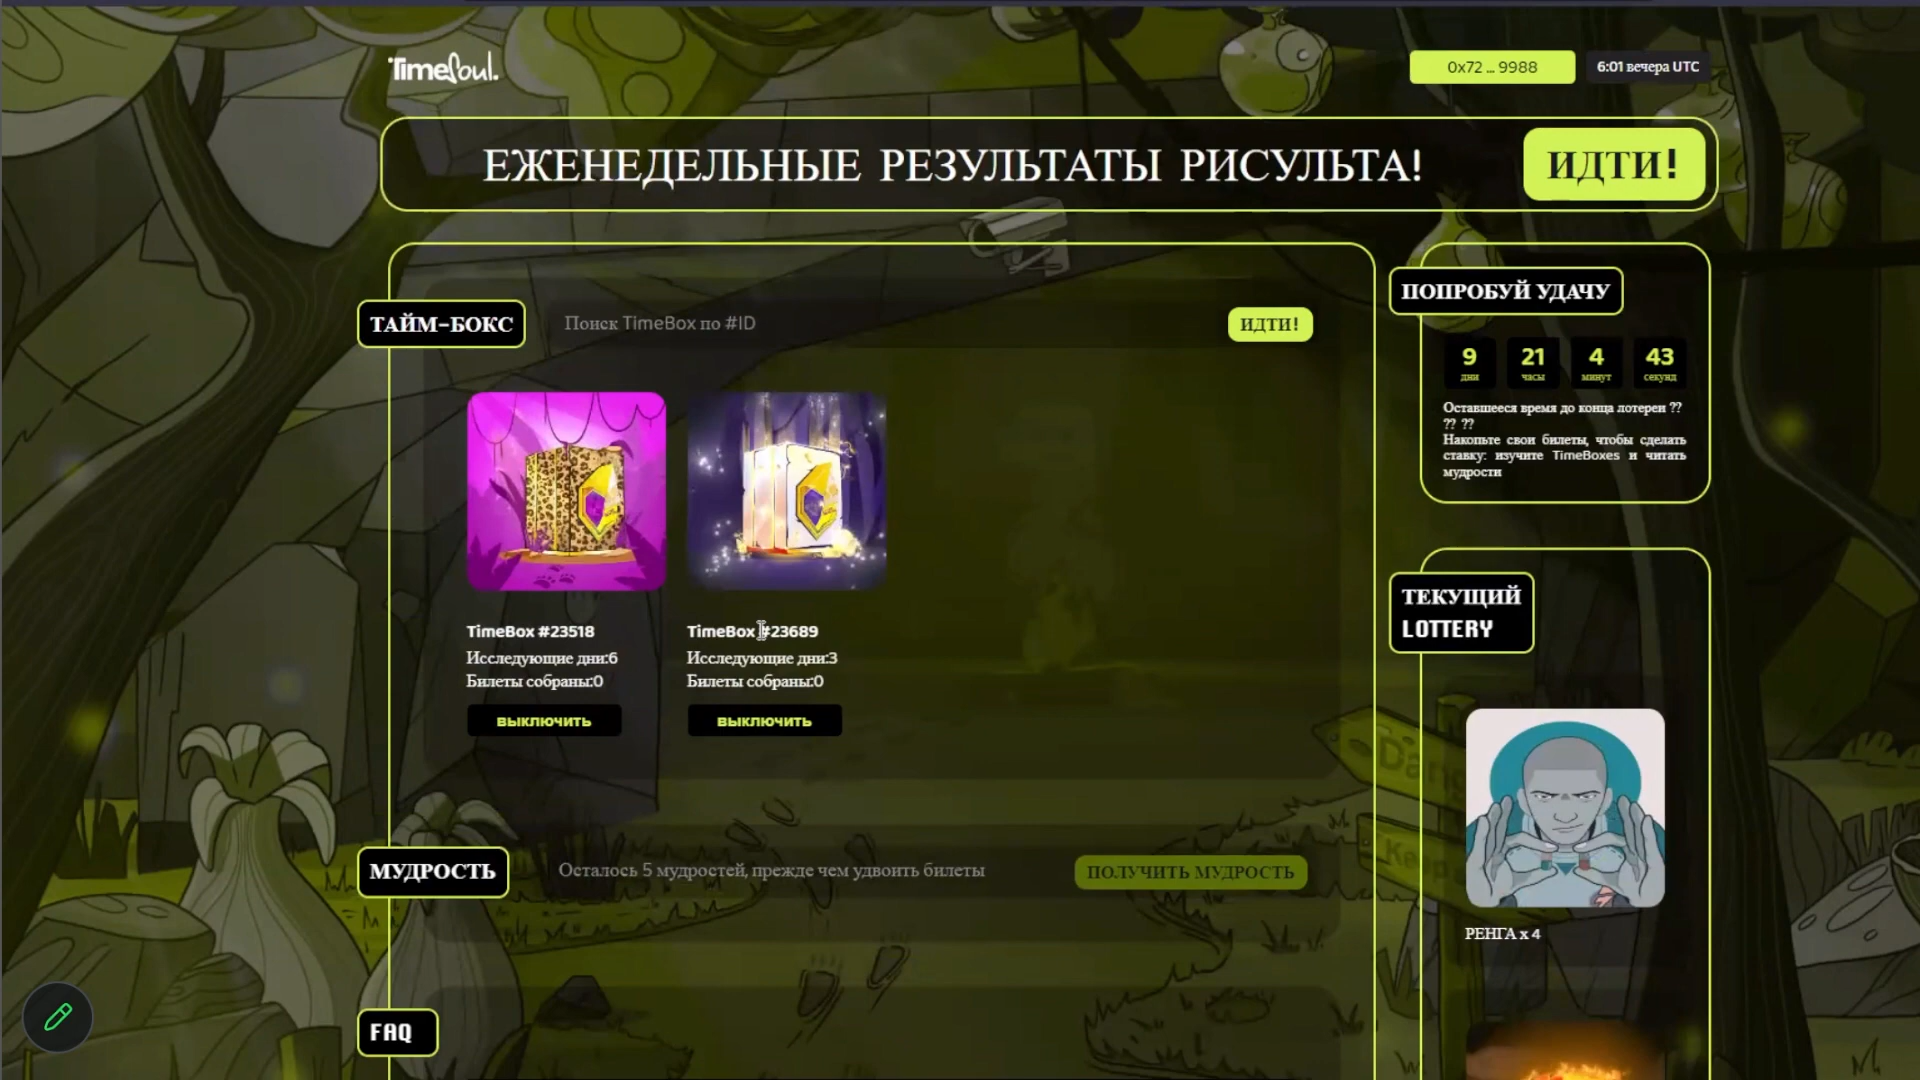 TimeSoul.
0x72 ... 9988
6:01 вечера UTC
ЕЖЕНЕДЕЛЬНЫЕ РЕЗУЛЬТАТЫ РИСУЛЬТА!
ИДТИ!
ТАЙМ-БОКС
Поиск TimeBox по #ID
ИДТИ!
TimeBox #23518
Исследующие дни:6
Билеты собраны:0
ВЫКЛЮЧИТЬ
TimeBox #23689
Исследующие дни:3
Билеты собраны:0
ВЫКЛЮЧИТЬ
МУДРОСТЬ
Осталось 5 мудростей, прежде чем удвоить билеты
ПОЛУЧИТЬ МУДРОСТЬ
FAQ
ПОПРОБУЙ УДАЧУ
9 21 4 43
дни часы минут секунд
Оставшееся время до конца лотереи ??
?? ??
Накопьте свои билеты, чтобы сделать
ставку: изучите TimeBoxes и читать
мудрости
ТЕКУЩИЙ
LOTTERY
РЕНГА x 4